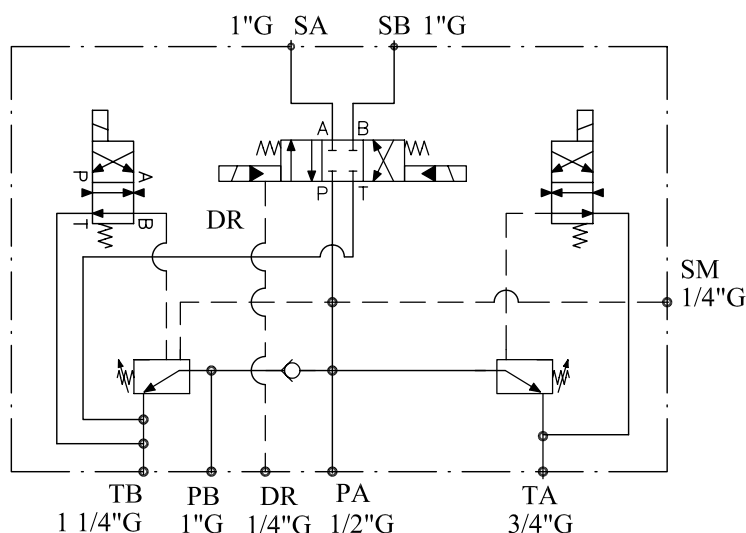 1"G SA SB 1"G
A B
P A
P T
T B
DR
SM
1/4"G
TB PB DR PA TA
1 1/4"G 1"G 1/4"G 1/2"G 3/4"G